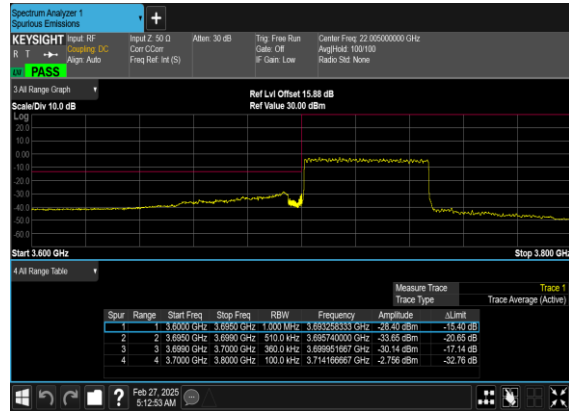 Spectrum Analyzer 1
Spurious Emissions
+
KEYSIGHT Input: RF Input Z: 50 Ω Atten: 30 dB Trig: Free Run Center Freq: 22.005000000 GHz
R T Coupling: DC Corr CCorr Gate: Off Avg|Hold: 100/100
Align: Auto Freq Ref: Int (S) IF Gain: Low Radio Std: None
LXI PASS
3 All Range Graph
Ref Lvl Offset 15.88 dB
Scale/Div 10.0 dB Ref Value 30.00 dBm
Log
20.0
10.0
0.00
-10.0
-20.0
-30.0
-40.0
-50.0
-60.0
Start 3.600 GHz Stop 3.800 GHz
4 All Range Table
Measure Trace Trace 1
Trace Type Trace Average (Active)
Spur Range Start Freq Stop Freq RBW Frequency Amplitude ΔLimit
1 1 3.6000 GHz 3.6950 GHz 1.000 MHz 3.693258333 GHz -28.40 dBm -15.40 dB
2 2 3.6950 GHz 3.6990 GHz 510.0 kHz 3.695740000 GHz -33.65 dBm -20.65 dB
3 3 3.6990 GHz 3.7000 GHz 360.0 kHz 3.699951667 GHz -30.14 dBm -17.14 dB
4 4 3.7000 GHz 3.8000 GHz 100.0 kHz 3.714166667 GHz -2.756 dBm -32.76 dB
? Feb 27, 2025
5:12:53 AM